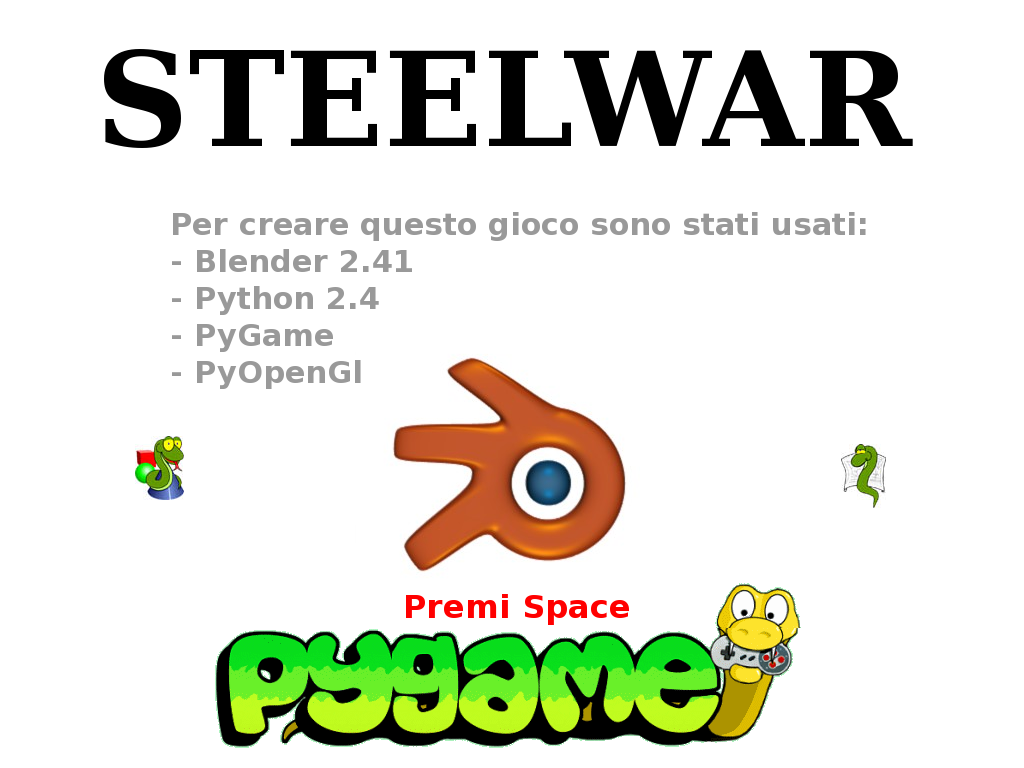 STEELWAR
Per creare questo gioco sono stati usati:
- Blender 2.41
- Python 2.4
- PyGame
- PyOpenGl
Premi Space
pygame